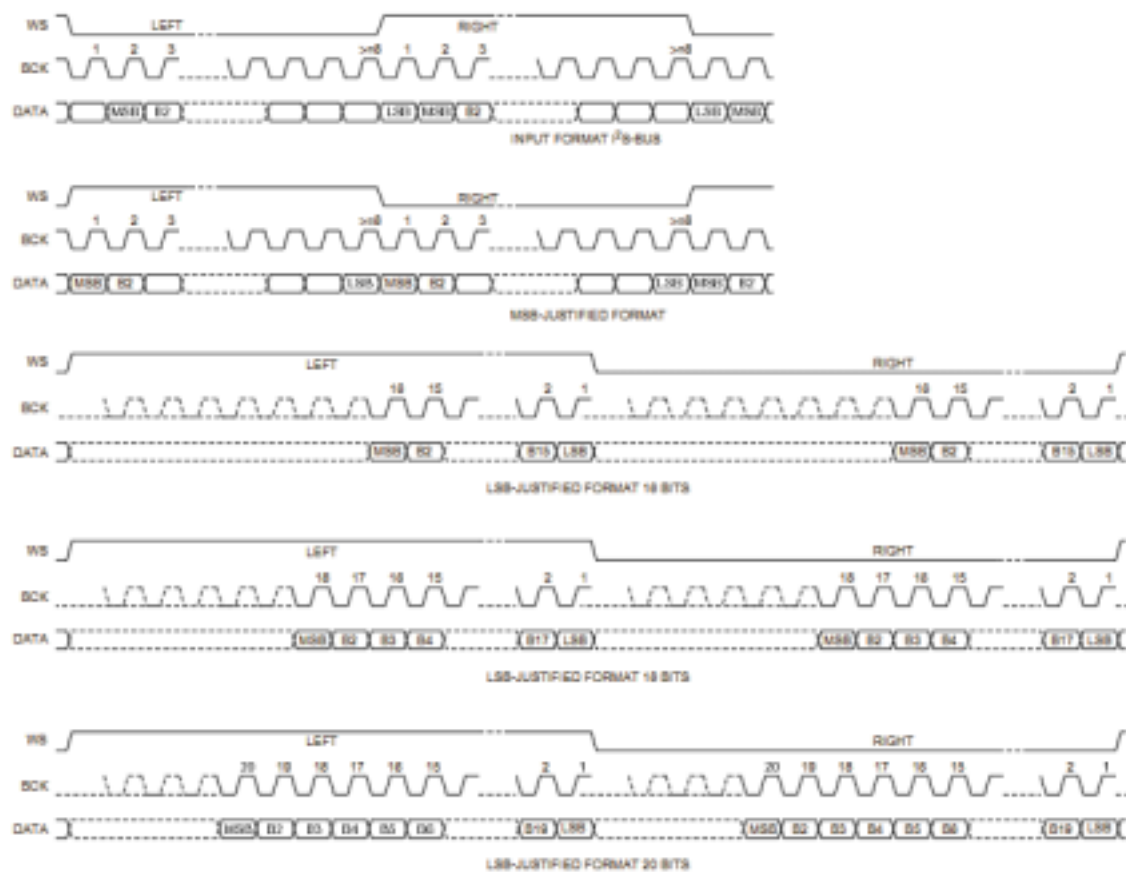 WS LEFT RIGHT
1 2 3 >=8 1 2 3 >=8
BCK
DATA MSB B2 LSB MSB B2 LSB MSB
INPUT FORMAT I²S-BUS
WS LEFT RIGHT
1 2 3 >=8 1 2 3 >=8
BCK
DATA MSB B2 LSB MSB B2 LSB MSB B2
MSB-JUSTIFIED FORMAT
WS LEFT RIGHT
16 15 2 1 16 15 2 1
BCK
DATA MSB B2 B15 LSB MSB B2 B15 LSB
LSB-JUSTIFIED FORMAT 16 BITS
WS LEFT RIGHT
18 17 16 15 2 1 18 17 16 15 2 1
BCK
DATA MSB B2 B3 B4 B17 LSB MSB B2 B3 B4 B17 LSB
LSB-JUSTIFIED FORMAT 18 BITS
WS LEFT RIGHT
20 19 18 17 16 15 2 1 20 19 18 17 16 15 2 1
BCK
DATA MSB B2 B3 B4 B5 B6 B19 LSB MSB B2 B3 B4 B5 B6 B19 LSB
LSB-JUSTIFIED FORMAT 20 BITS